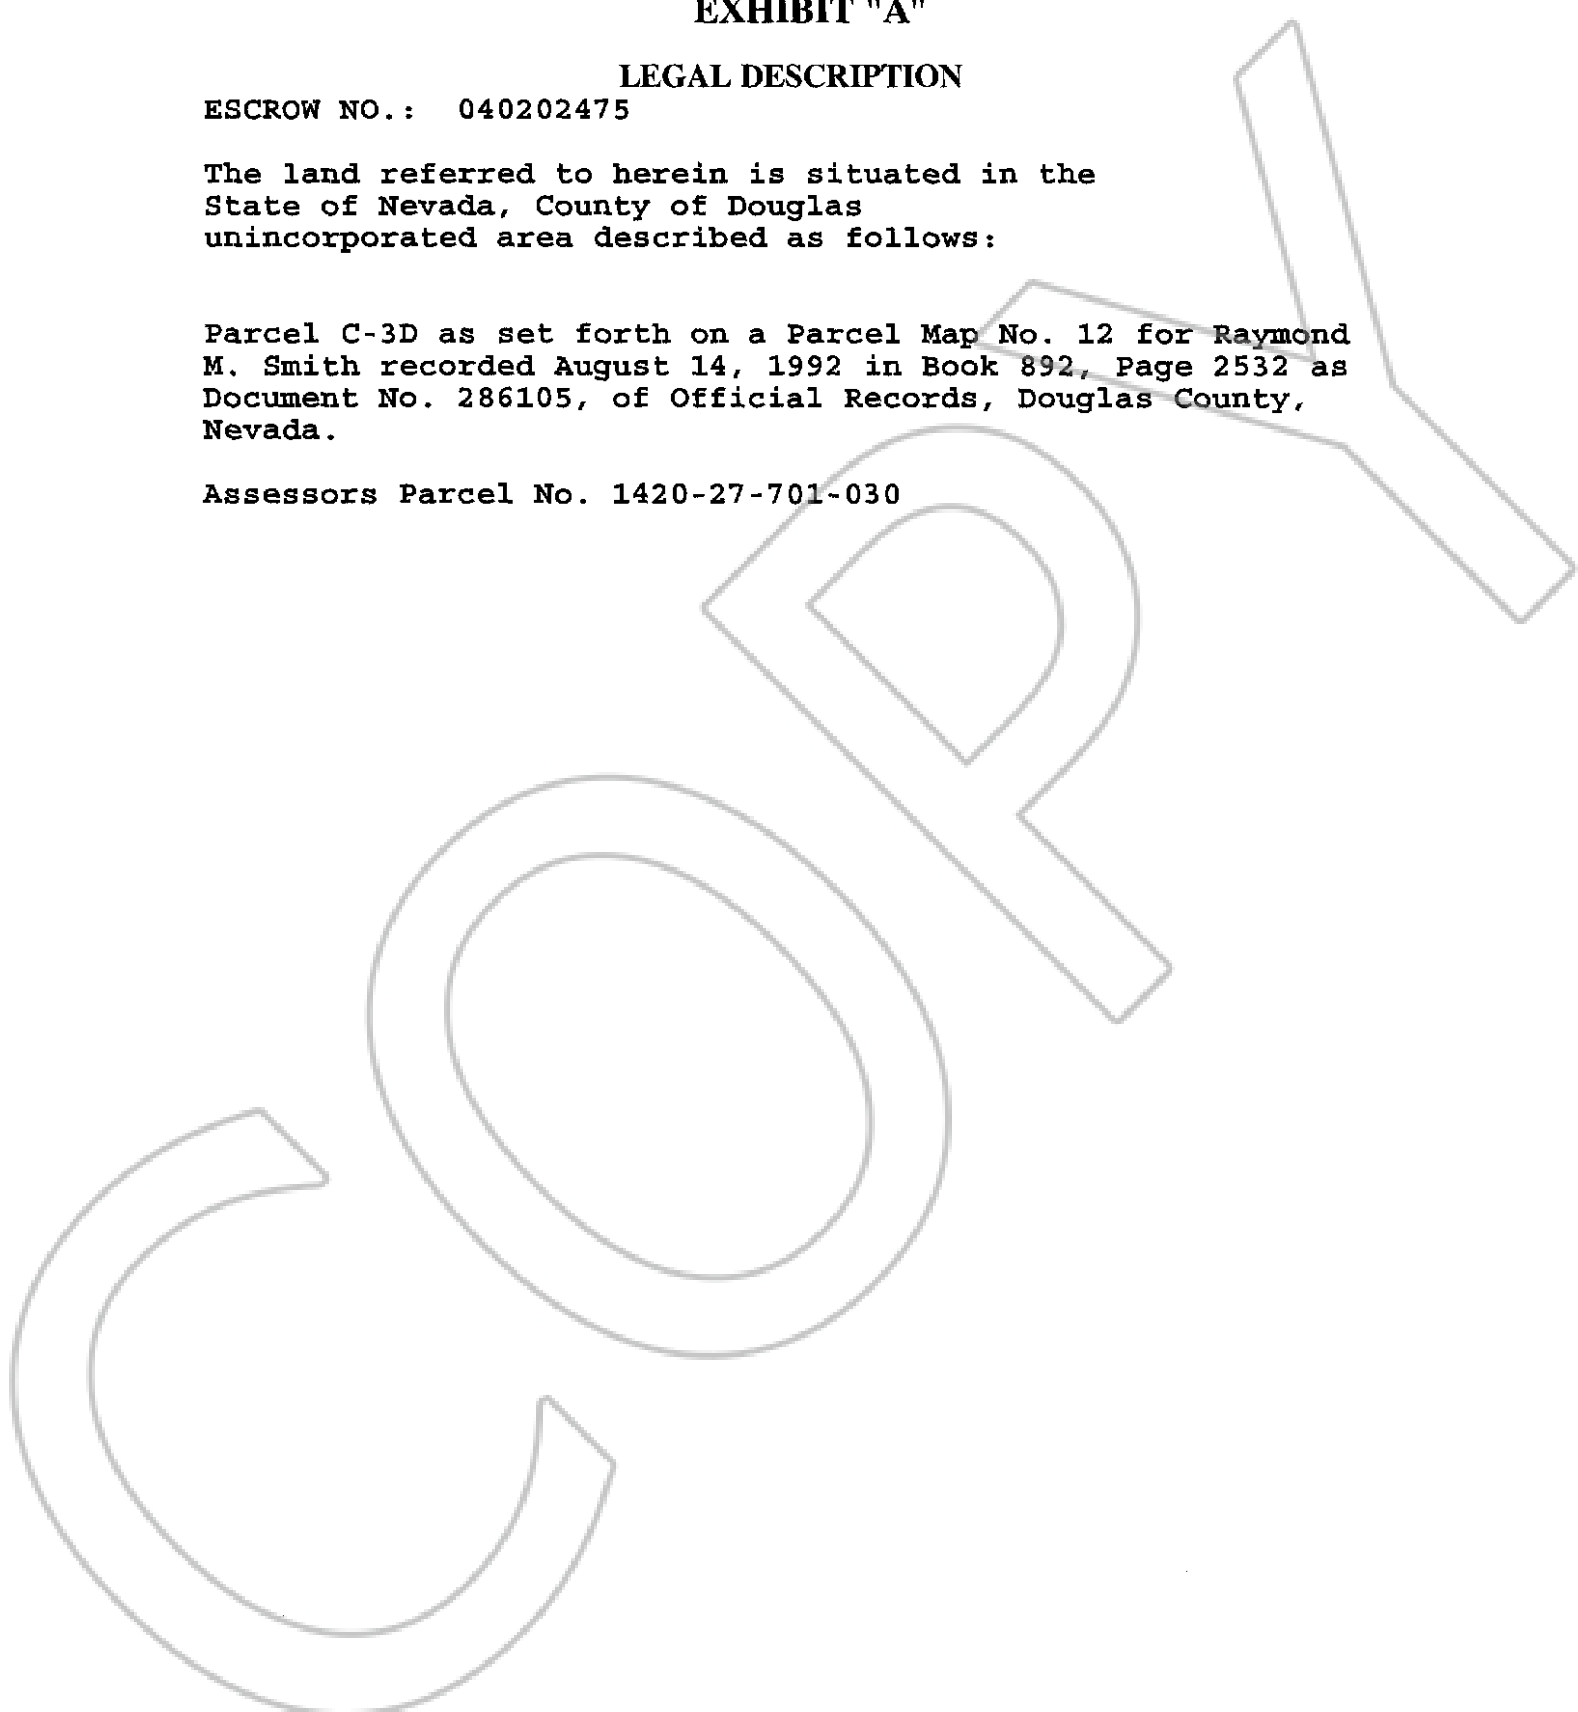 EXHIBIT "A"
LEGAL DESCRIPTION
ESCROW NO.: 040202475
The land referred to herein is situated in the
State of Nevada, County of Douglas
unincorporated area described as follows:
Parcel C-3D as set forth on a Parcel Map No. 12 for Raymond
M. Smith recorded August 14, 1992 in Book 892, Page 2532 as
Document No. 286105, of Official Records, Douglas County,
Nevada.
Assessors Parcel No. 1420-27-701-030
COPY